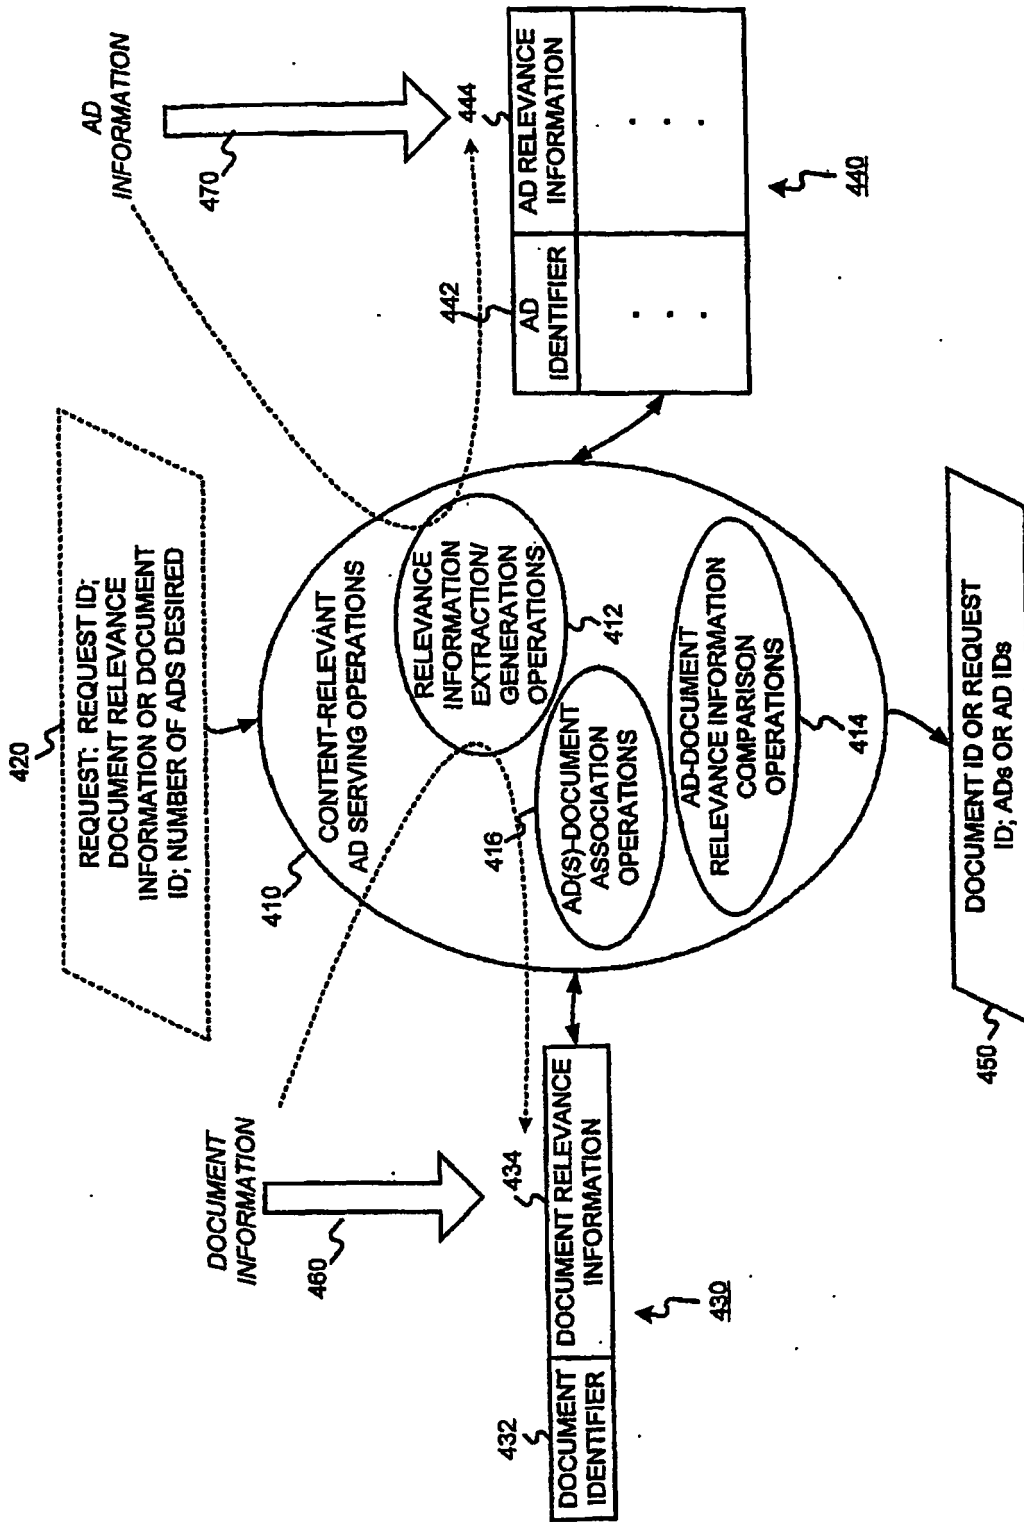 420
REQUEST: REQUEST ID;
DOCUMENT RELEVANCE
INFORMATION OR DOCUMENT
ID; NUMBER OF ADS DESIRED
DOCUMENT
INFORMATION
460
AD
INFORMATION
470
410
CONTENT-RELEVANT
AD SERVING OPERATIONS
RELEVANCE
INFORMATION
EXTRACTION/
GENERATION
OPERATIONS
412
416
AD(S)-DOCUMENT
ASSOCIATION
OPERATIONS
AD-DOCUMENT
RELEVANCE INFORMATION
COMPARISON
OPERATIONS
414
432
434
DOCUMENT
IDENTIFIER
DOCUMENT RELEVANCE
INFORMATION
430
442
444
AD
IDENTIFIER
AD RELEVANCE
INFORMATION
440
450
DOCUMENT ID OR REQUEST
ID; ADs OR AD IDs